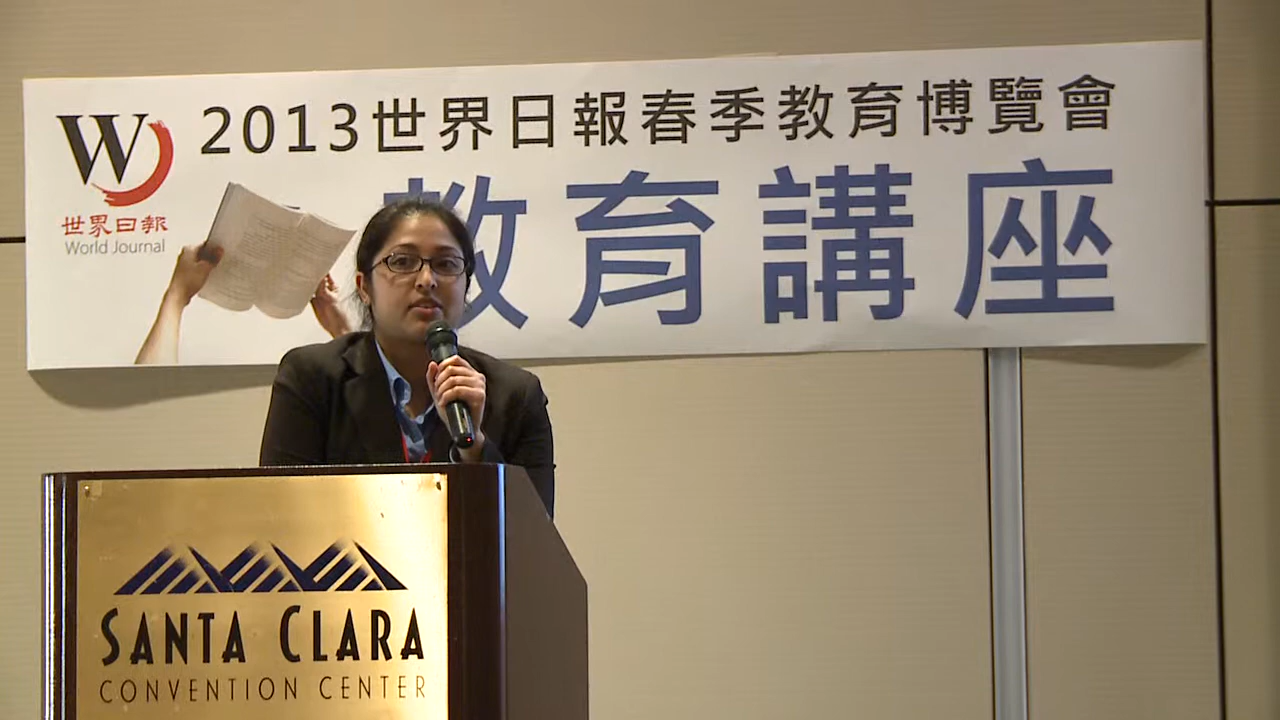 2013世界日報春季教育博覽會
W
世界日報
World Journal
教育講座
SANTA CLARA
CONVENTION CENTER